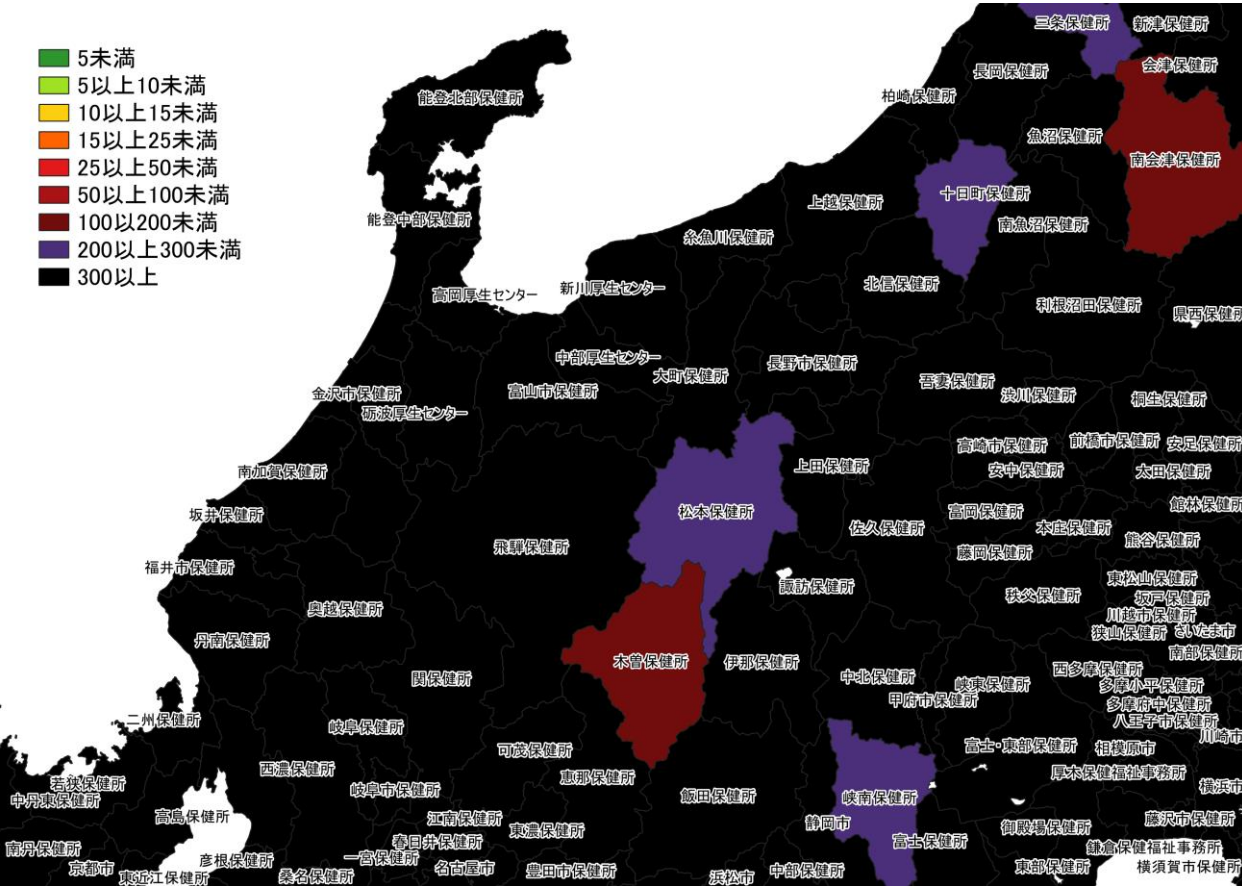 5未満
5以上10未満
10以上15未満
15以上25未満
25以上50未満
50以上100未満
100以200未満
200以上300未満
300以上
三条保健所
新津保健所
会津保健所
長岡保健所
柏崎保健所
能登北部保健所
魚沼保健所
南会津保健所
十日町保健所
上越保健所
能登中部保健所
南魚沼保健所
糸魚川保健所
北信保健所
新川厚生センター
高岡厚生センター
利根沼田保健所
県西保健所
中部厚生センター
長野市保健所
大町保健所
吾妻保健所
富山市保健所
金沢市保健所
渋川保健所
桐生保健所
砺波厚生センター
高崎市保健所
前橋市保健所
安足保健所
上田保健所
安中保健所
太田保健所
南加賀保健所
館林保健所
坂井保健所
松本保健所
富岡保健所
佐久保健所
本庄保健所
熊谷保健所
飛騨保健所
藤岡保健所
福井市保健所
東松山保健所
諏訪保健所
秩父保健所
坂戸保健所
奥越保健所
川越市保健所
狭山保健所
さいたま市
丹南保健所
南部保健所
木曽保健所
伊那保健所
西多摩保健所
関保健所
中北保健所
峡東保健所
多摩小平保健所
甲府市保健所
多摩府中保健所
二州保健所
八王子市保健所
岐阜保健所
川崎市
可茂保健所
富士・東部保健所
相模原市
西濃保健所
恵那保健所
厚木保健福祉事務所
若狭保健所
岐阜市保健所
飯田保健所
峡南保健所
横浜市
中丹東保健所
高島保健所
江南保健所
静岡市
藤沢市保健所
東濃保健所
御殿場保健所
春日井保健所
富士保健所
南丹保健所
鎌倉保健福祉事務所
一宮保健所
彦根保健所
京都市
名古屋市
豊田市保健所
中部保健所
東部保健所
横須賀市保健所
東近江保健所
桑名保健所
浜松市